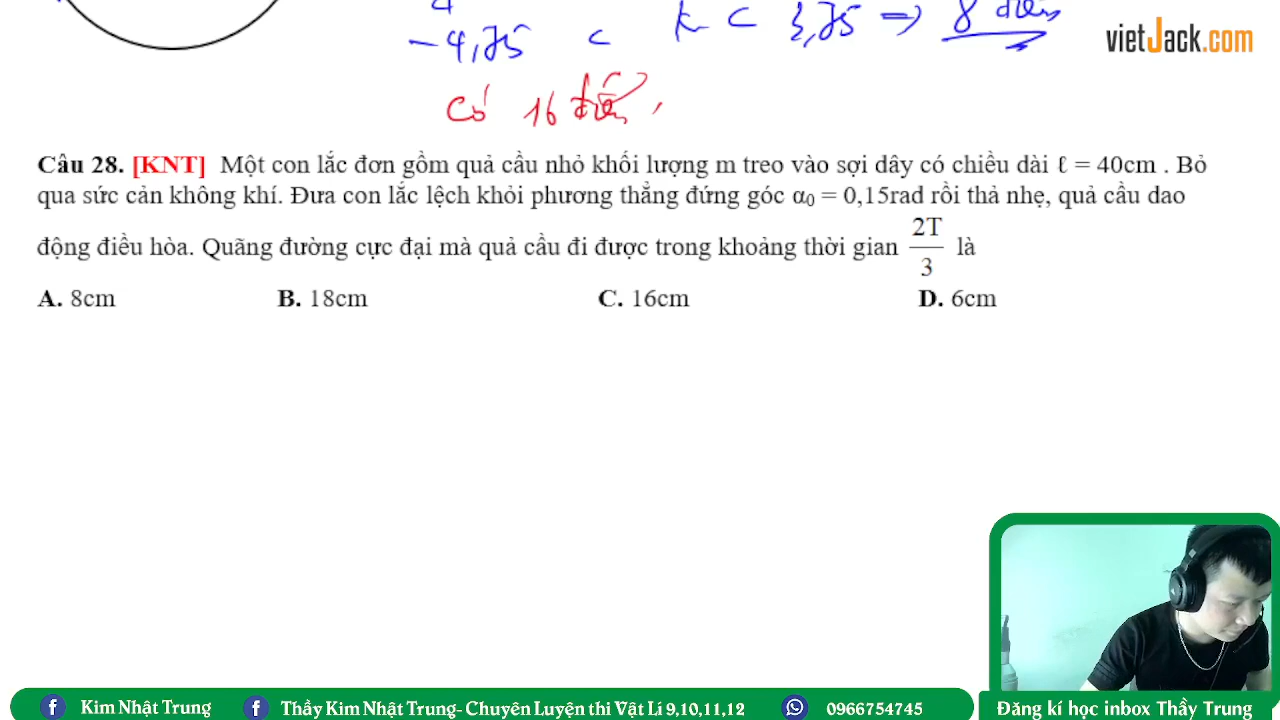 -4,75 < k < 3,75 => 8 điểm
vietJack.com
Có 16 điểm.
Câu 28. [KNT] Một con lắc đơn gồm quả cầu nhỏ khối lượng m treo vào sợi dây có chiều dài ℓ = 40cm . Bỏ
qua sức cản không khí. Đưa con lắc lệch khỏi phương thẳng đứng góc α₀ = 0,15rad rồi thả nhẹ, quả cầu dao
động điều hòa. Quãng đường cực đại mà quả cầu đi được trong khoảng thời gian 2T/3 là
A. 8cm B. 18cm C. 16cm D. 6cm
Kim Nhật Trung Thầy Kim Nhật Trung- Chuyên Luyện thi Vật Lí 9,10,11,12 0966754745 Đăng kí học inbox Thầy Trung